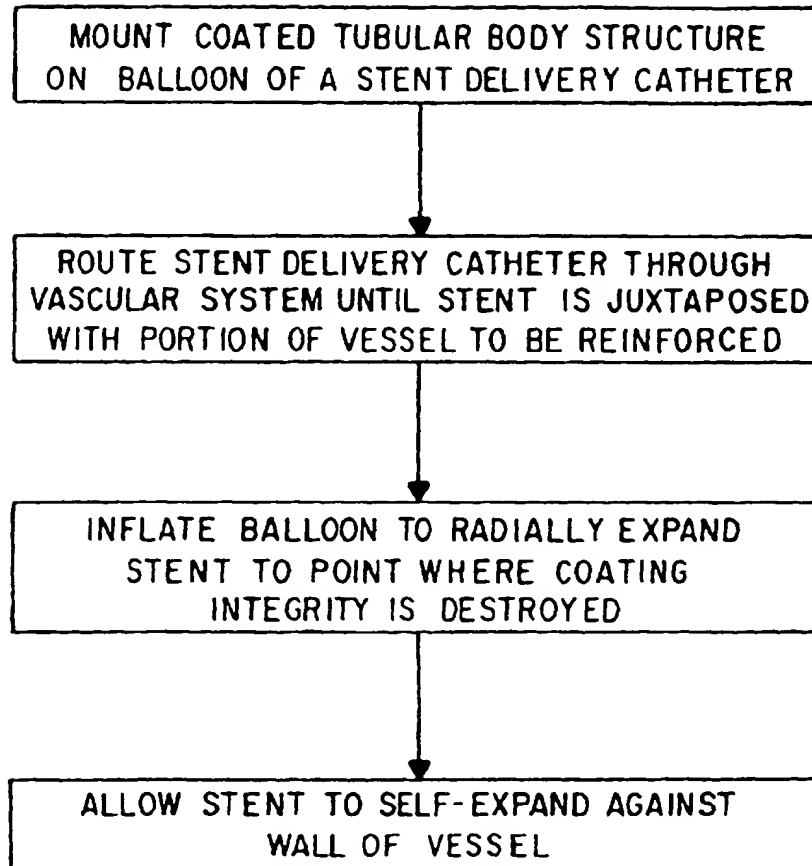 MOUNT COATED TUBULAR BODY STRUCTURE
ON BALLOON OF A STENT DELIVERY CATHETER
ROUTE STENT DELIVERY CATHETER THROUGH
VASCULAR SYSTEM UNTIL STENT IS JUXTAPOSED
WITH PORTION OF VESSEL TO BE REINFORCED
INFLATE BALLOON TO RADIALLY EXPAND
STENT TO POINT WHERE COATING
INTEGRITY IS DESTROYED
ALLOW STENT TO SELF-EXPAND AGAINST
WALL OF VESSEL